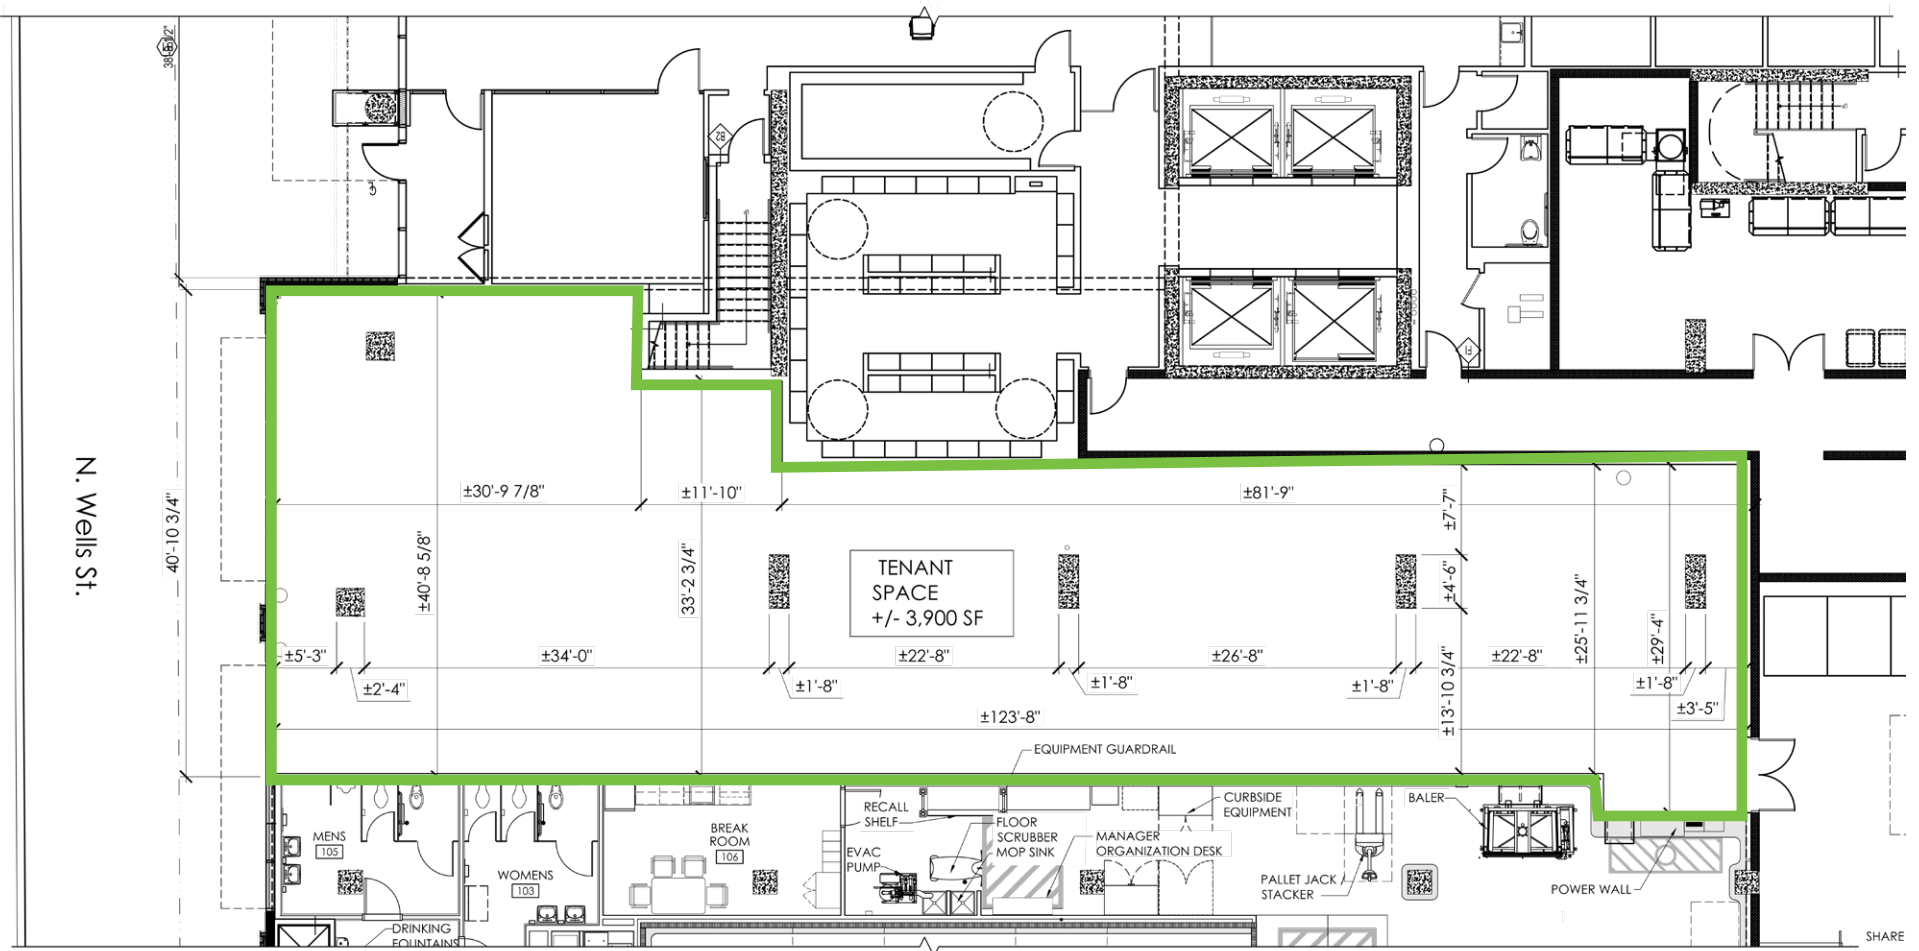 B2
F1
N. Wells St.
40'-10 3/4"
±30'-9 7/8"
±11'-10"
±81'-9"
±7'-7"
±40'-8 5/8"
33'-2 3/4"
TENANT
SPACE
+/- 3,900 SF
±4'-6"
±25'-11 3/4"
±29'-4"
±5'-3"
±34'-0"
±22'-8"
±26'-8"
±22'-8"
±2'-4"
±1'-8"
±1'-8"
±1'-8"
±1'-8"
±13'-10 3/4"
±3'-5"
±123'-8"
EQUIPMENT GUARDRAIL
MENS
105
WOMENS
103
BREAK
ROOM
106
RECALL
SHELF
EVAC
PUMP
FLOOR
SCRUBBER
MOP SINK
MANAGER
ORGANIZATION DESK
CURBSIDE
EQUIPMENT
PALLET JACK /
STACKER
BALER
POWER WALL
DRINKING
FOUNTAINS
SHARE